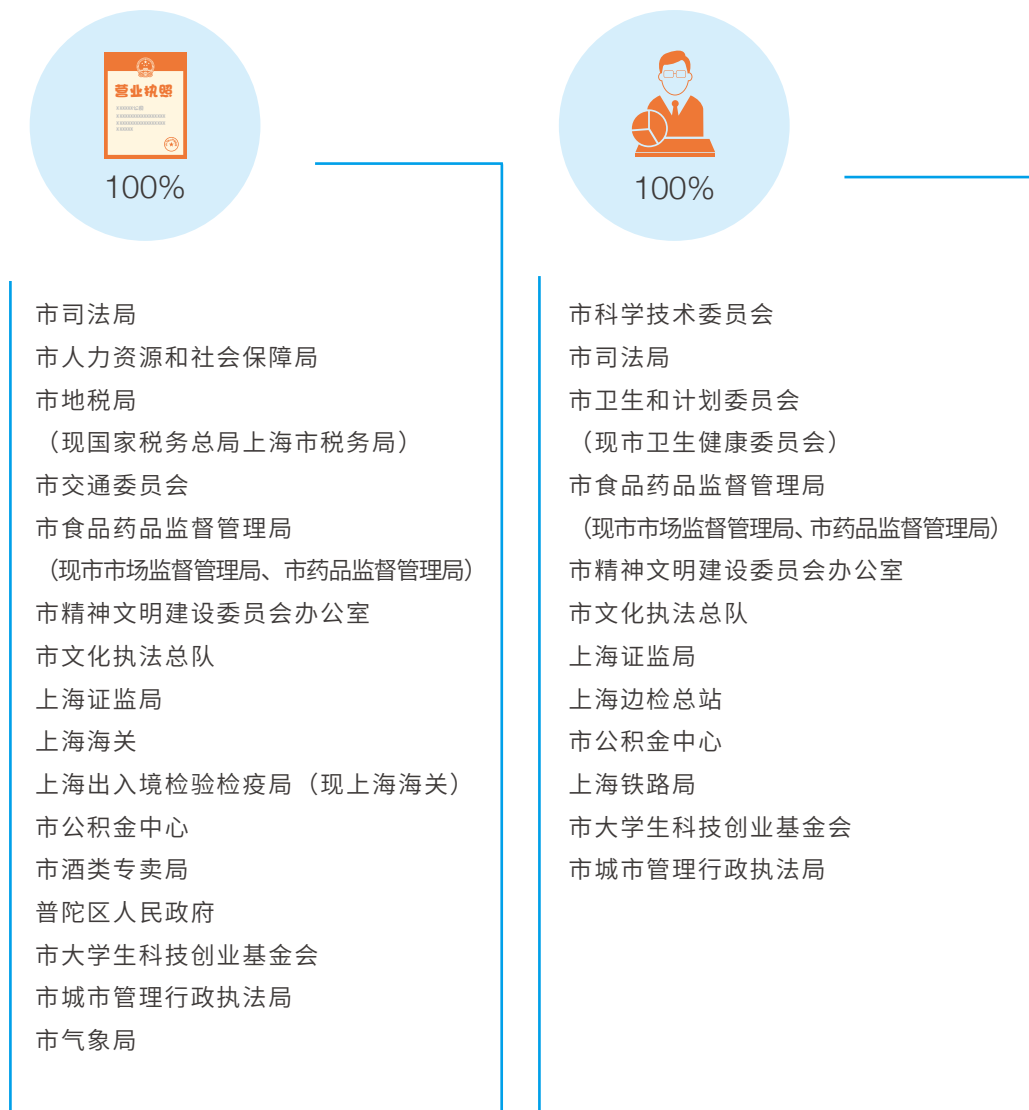 营业执照
100%
市司法局
市人力资源和社会保障局
市地税局
（现国家税务总局上海市税务局）
市交通委员会
市食品药品监督管理局
（现市市场监督管理局、市药品监督管理局）
市精神文明建设委员会办公室
市文化执法总队
上海证监局
上海海关
上海出入境检验检疫局（现上海海关）
市公积金中心
市酒类专卖局
普陀区人民政府
市大学生科技创业基金会
市城市管理行政执法局
市气象局
100%
市科学技术委员会
市司法局
市卫生和计划委员会
（现市卫生健康委员会）
市食品药品监督管理局
（现市市场监督管理局、市药品监督管理局）
市精神文明建设委员会办公室
市文化执法总队
上海证监局
上海边检总站
市公积金中心
上海铁路局
市大学生科技创业基金会
市城市管理行政执法局